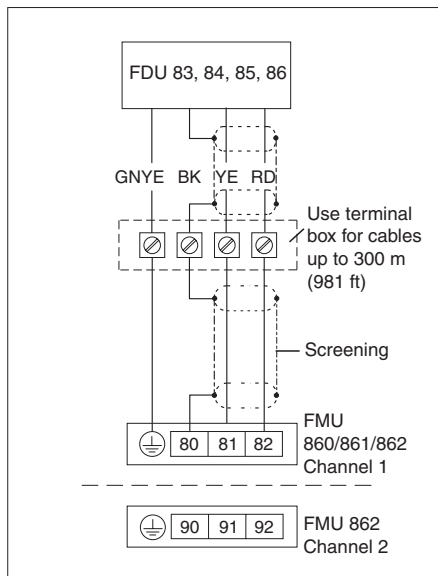 FDU 83, 84, 85, 86
GNYE BK YE RD
Use terminal
box for cables
up to 300 m
(981 ft)
Screening
FMU
860/861/862
Channel 1
80 81 82
90 91 92
FMU 862
Channel 2